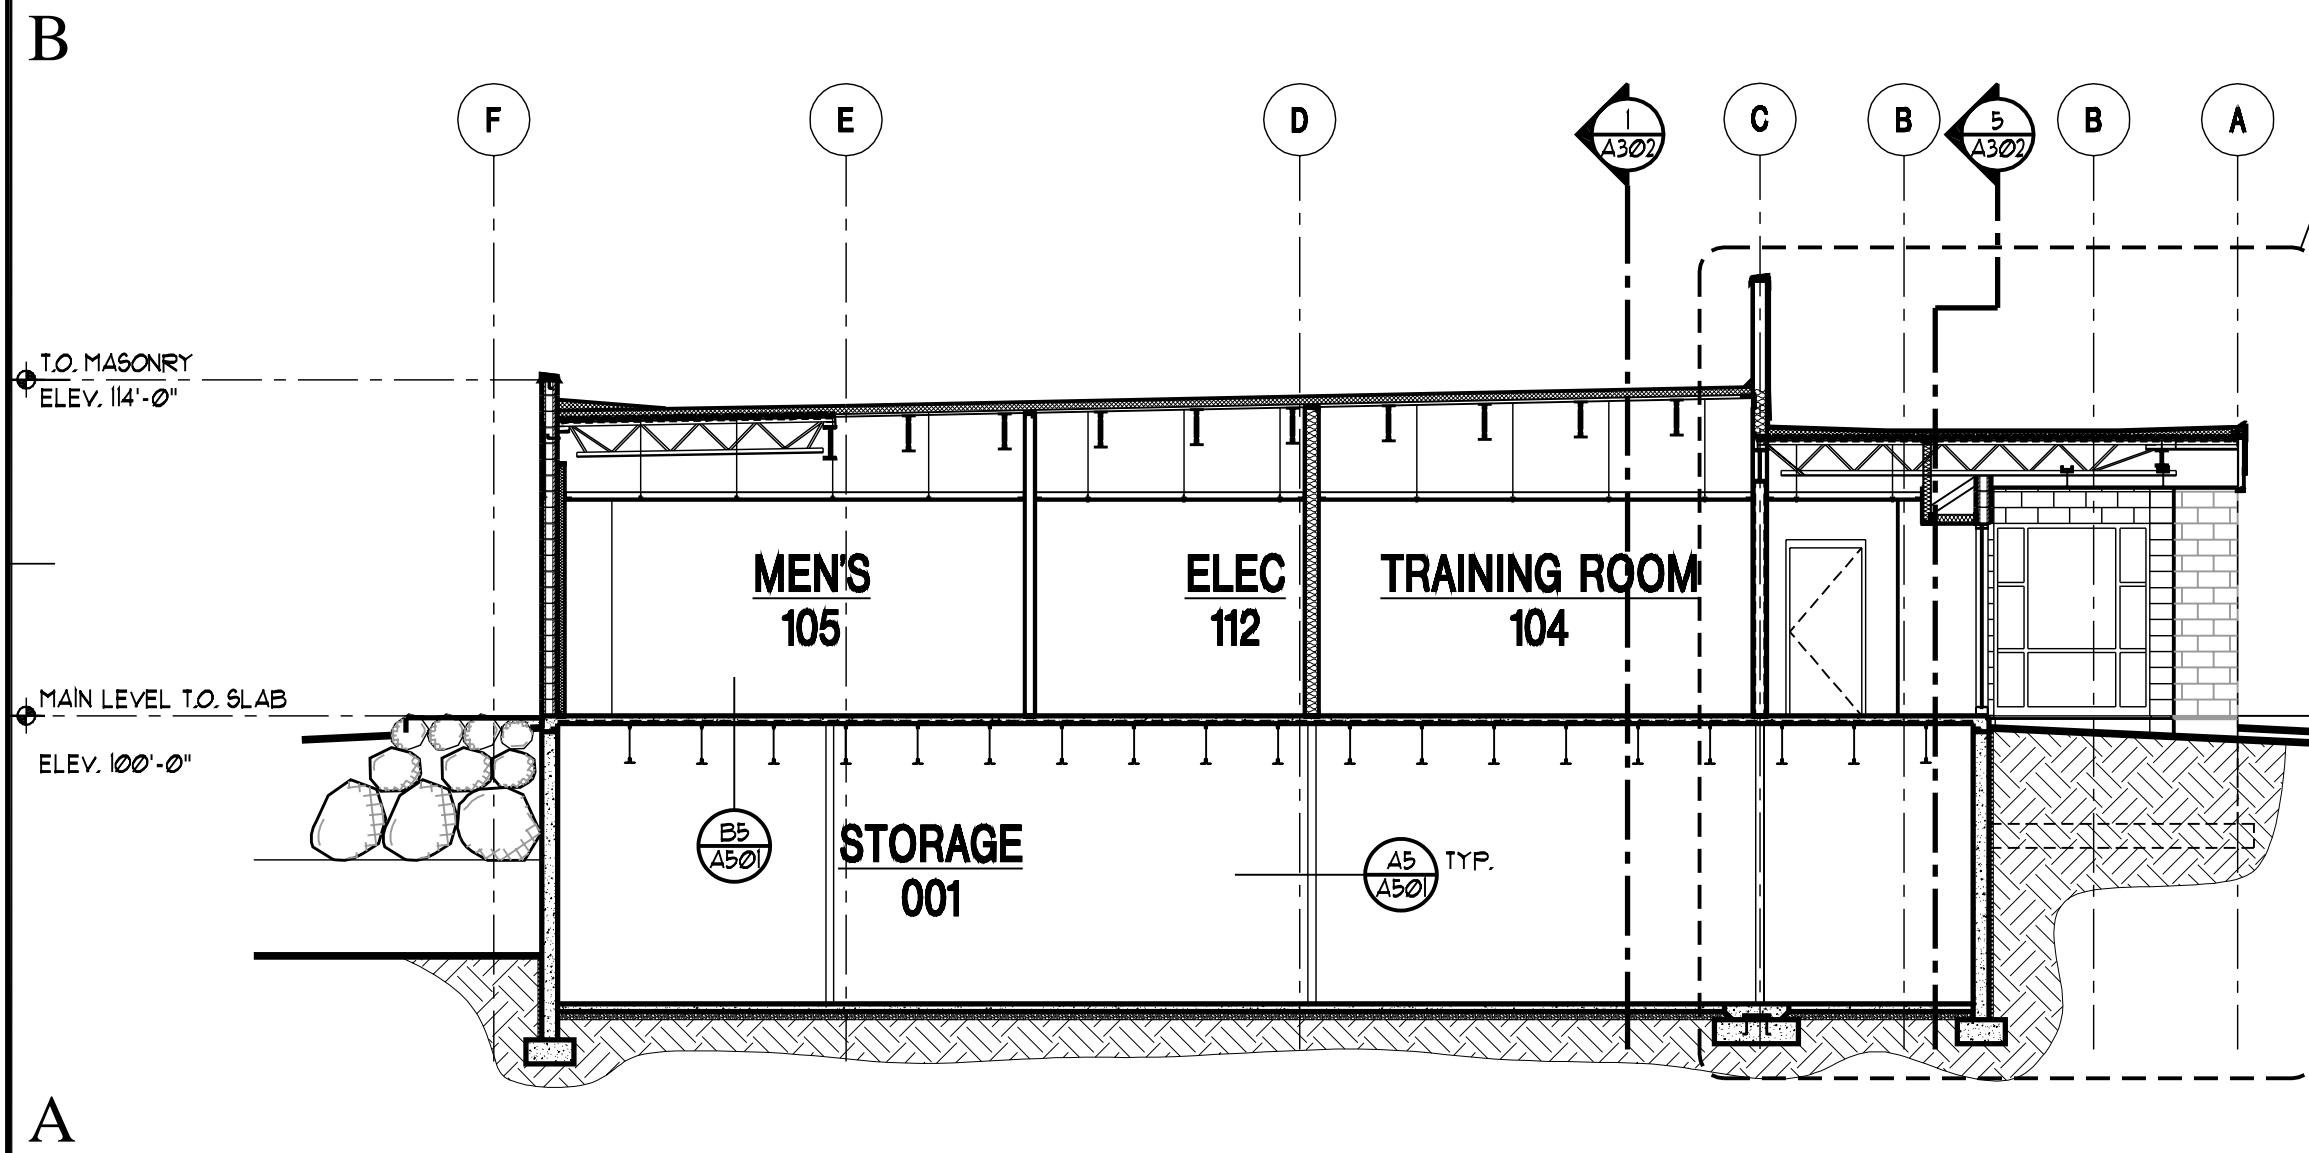 B
F E D 1 C B 5 B A
A302 A302
T.O. MASONRY
ELEV. 114'-0"
MEN'S ELEC TRAINING ROOM
105 112 104
MAIN LEVEL T.O. SLAB
ELEV. 100'-0"
B5 STORAGE A5 TYP.
A501 001 A501
A